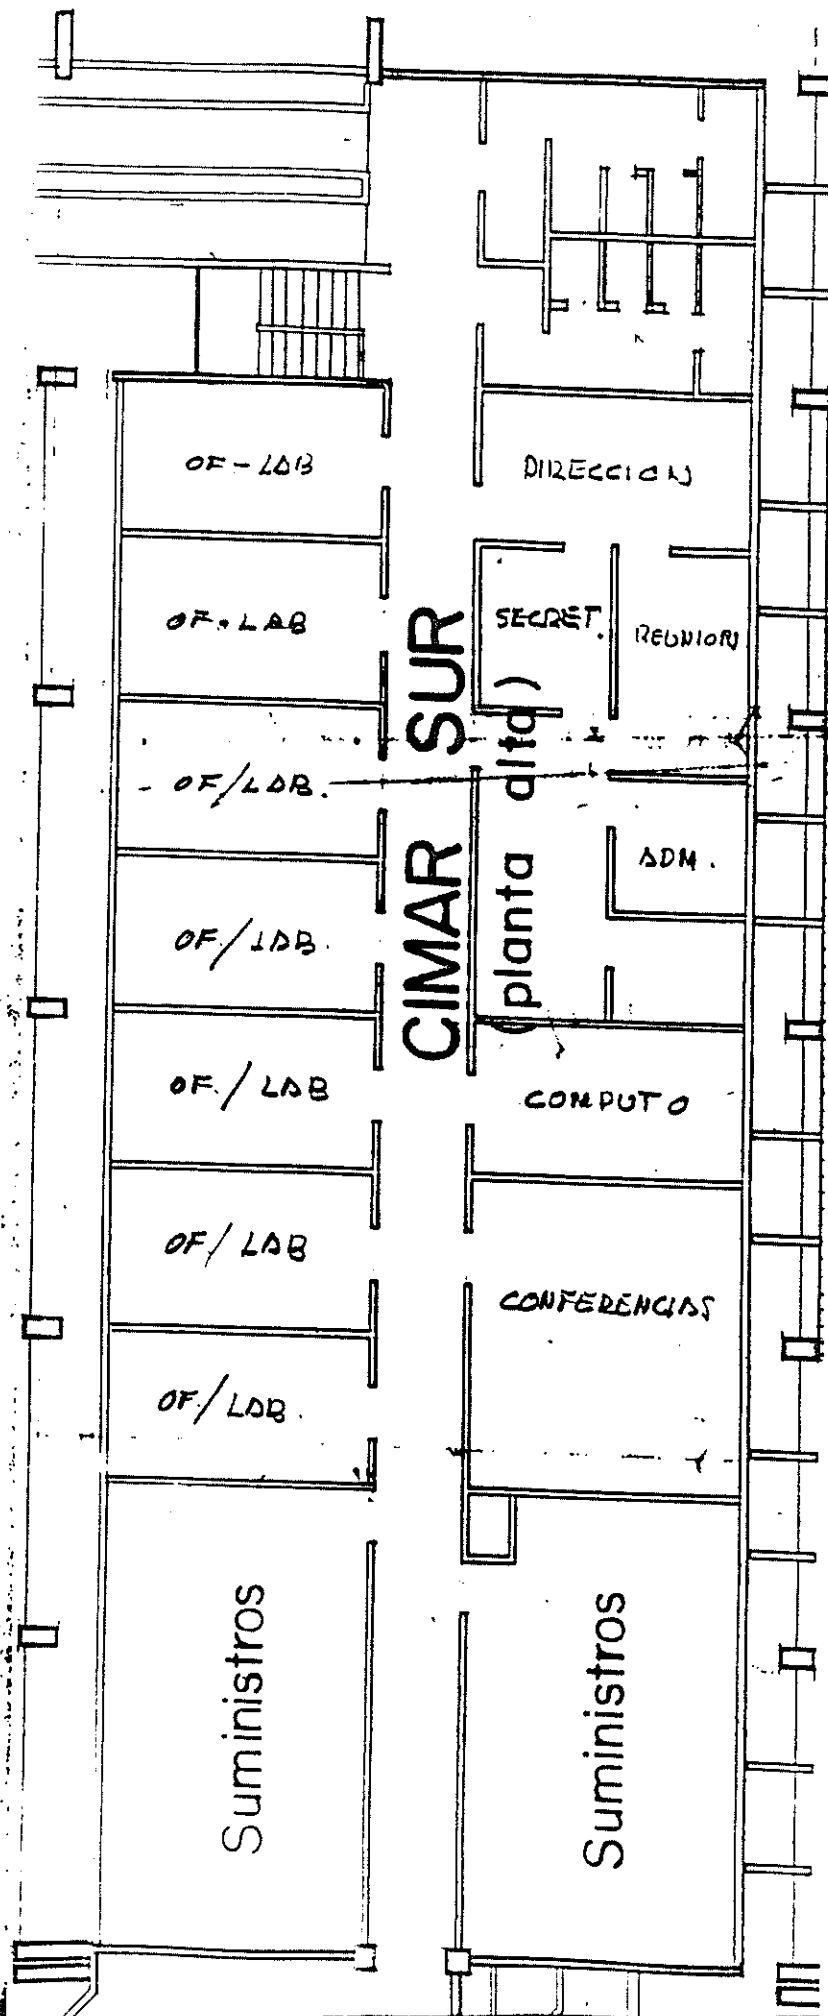 OF-LAB
DIRECCION
OF.LAB
SECRET.
REUNION
OF/LAB.
ADM.
OF/LAB.
OF/LAB
COMPUTO
OF/LAB
CONFERENCIAS
OF/LAB.
CIMAR SUR
(planta alta)
Suministros
Suministros